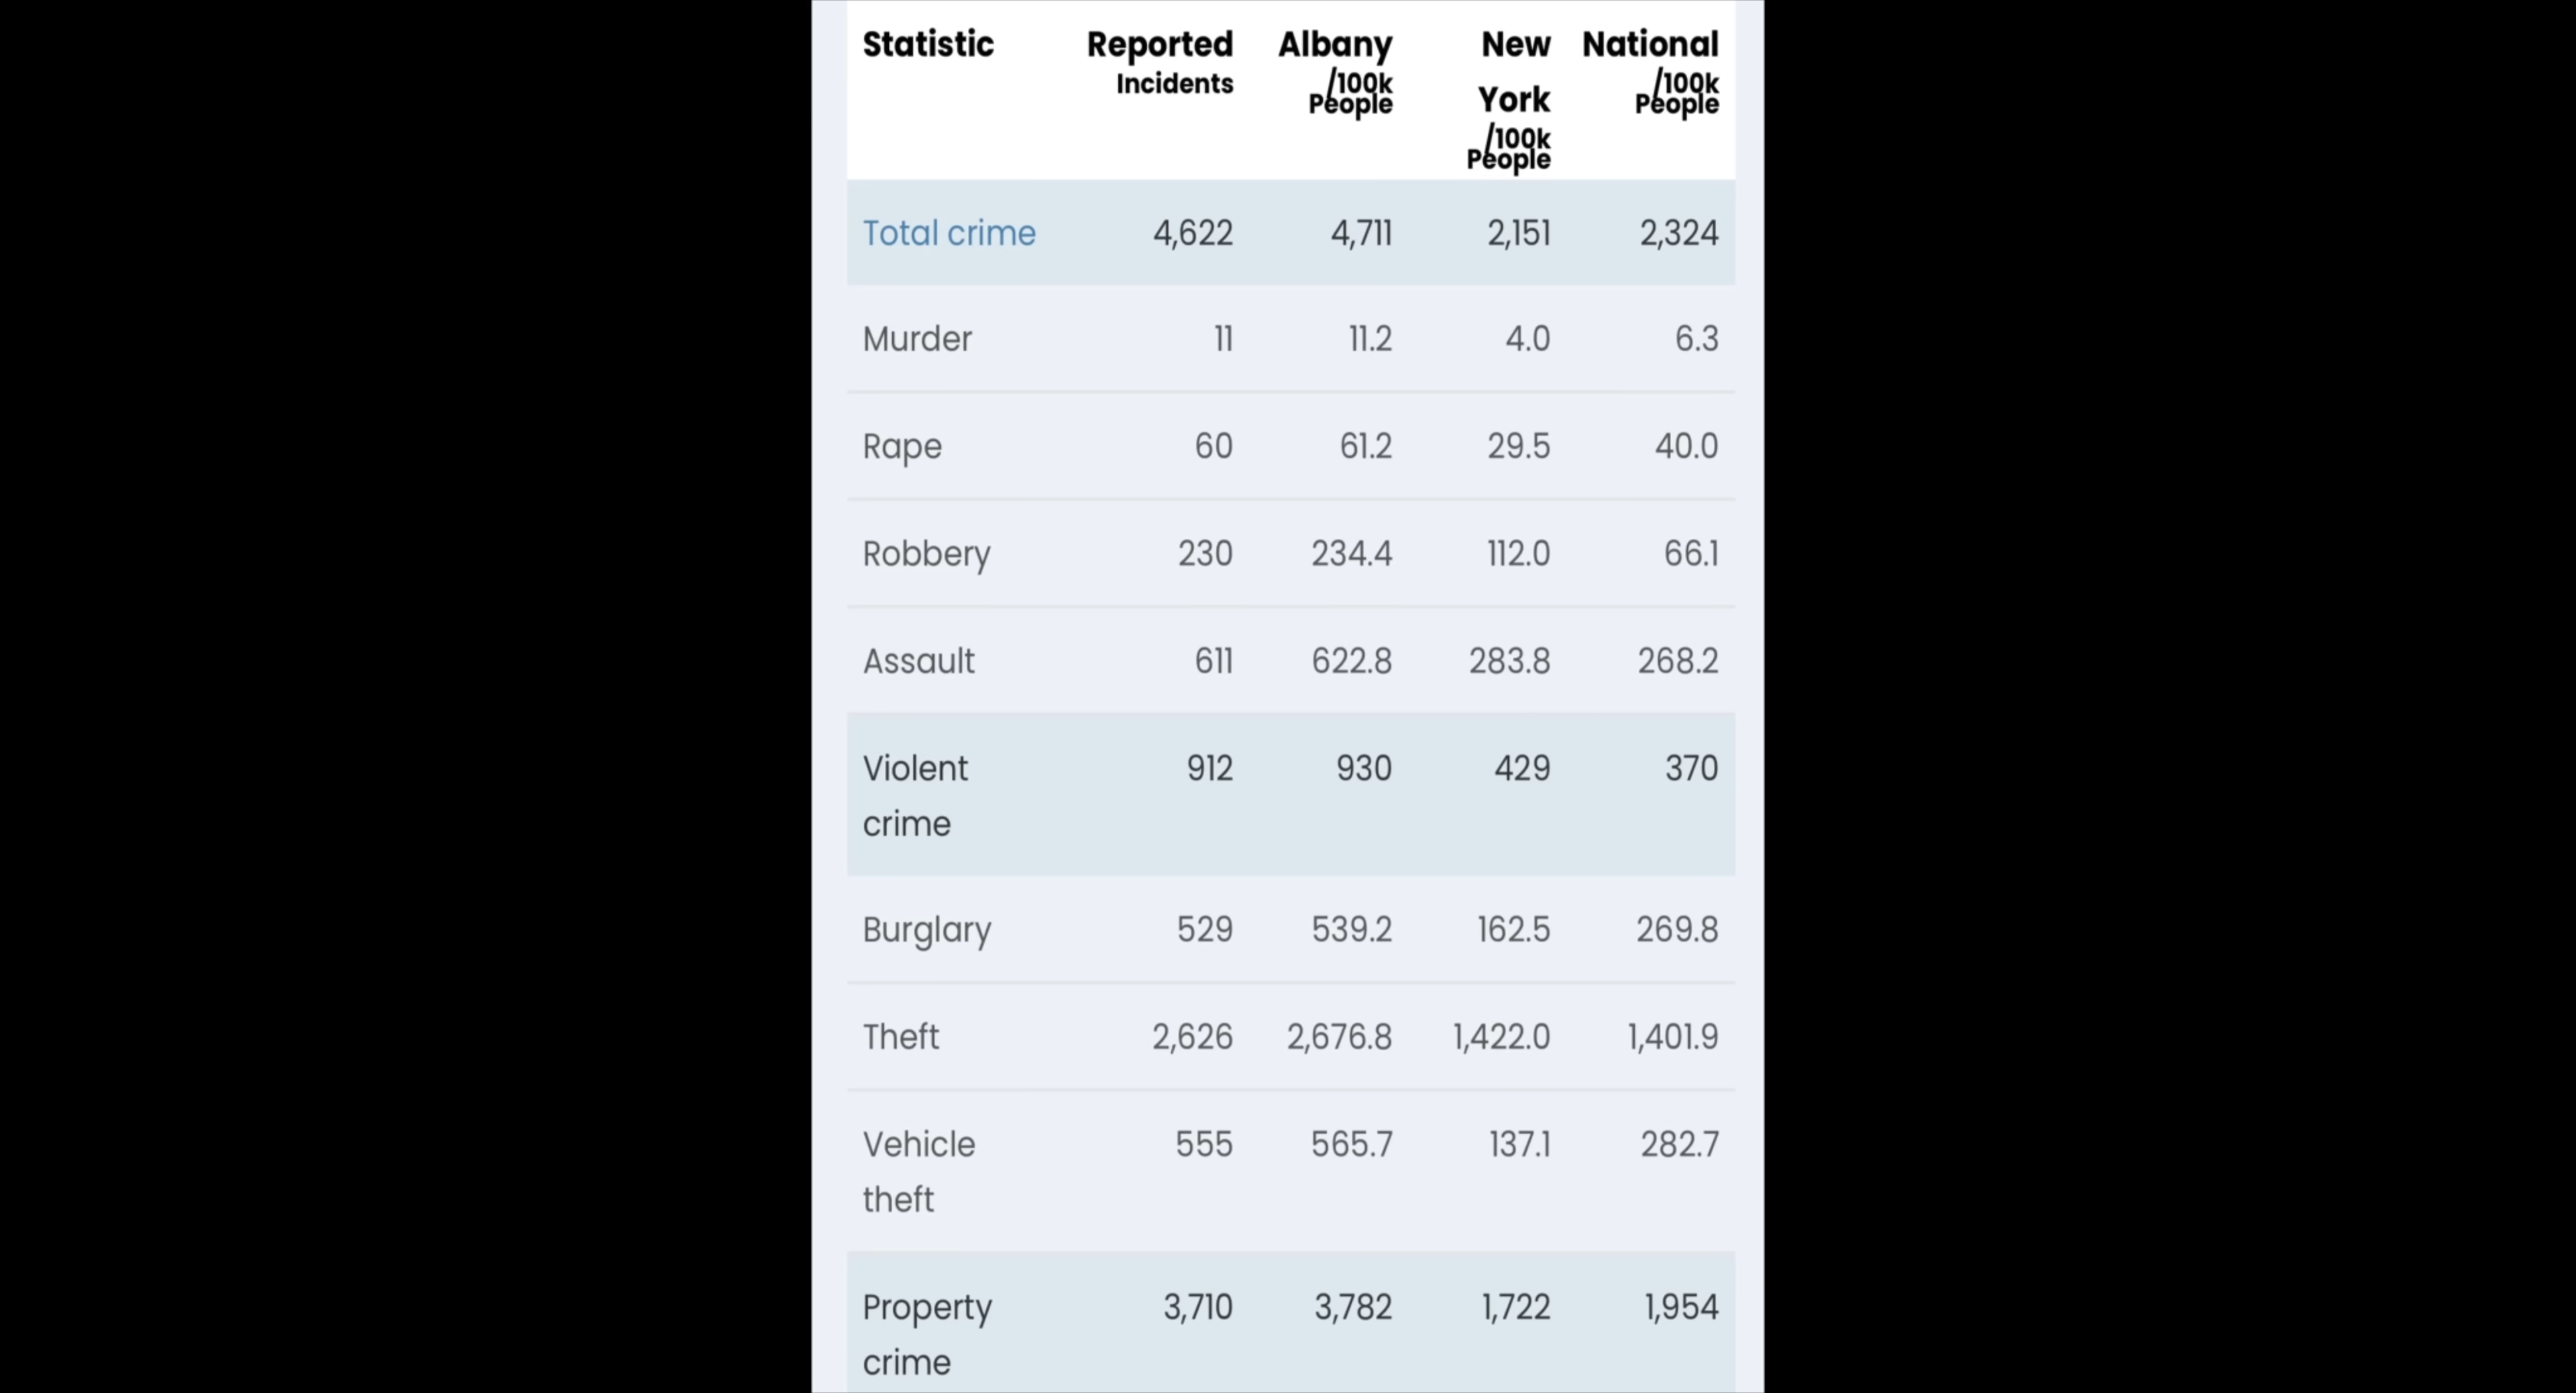 Statistic Reported Albany New National
Incidents /100k People York /100k People
/100k People
Total crime 4,622 4,711 2,151 2,324
Murder 11 11.2 4.0 6.3
Rape 60 61.2 29.5 40.0
Robbery 230 234.4 112.0 66.1
Assault 611 622.8 283.8 268.2
Violent crime 912 930 429 370
Burglary 529 539.2 162.5 269.8
Theft 2,626 2,676.8 1,422.0 1,401.9
Vehicle theft 555 565.7 137.1 282.7
Property crime 3,710 3,782 1,722 1,954